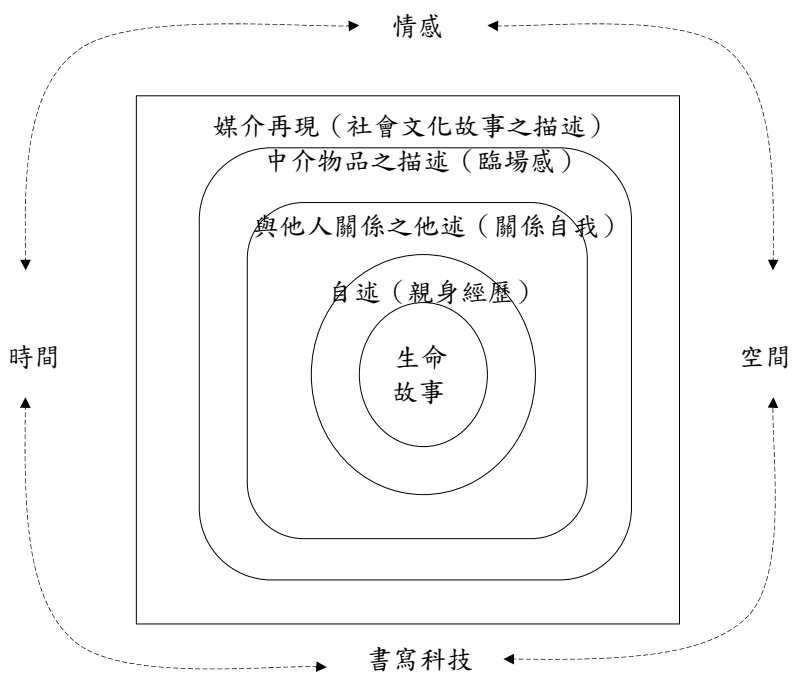 情感
媒介再現（社會文化故事之描述）
中介物品之描述（臨場感）
與他人關係之他述（關係自我）
自述（親身經歷）
時間
生命
故事
空間
書寫科技